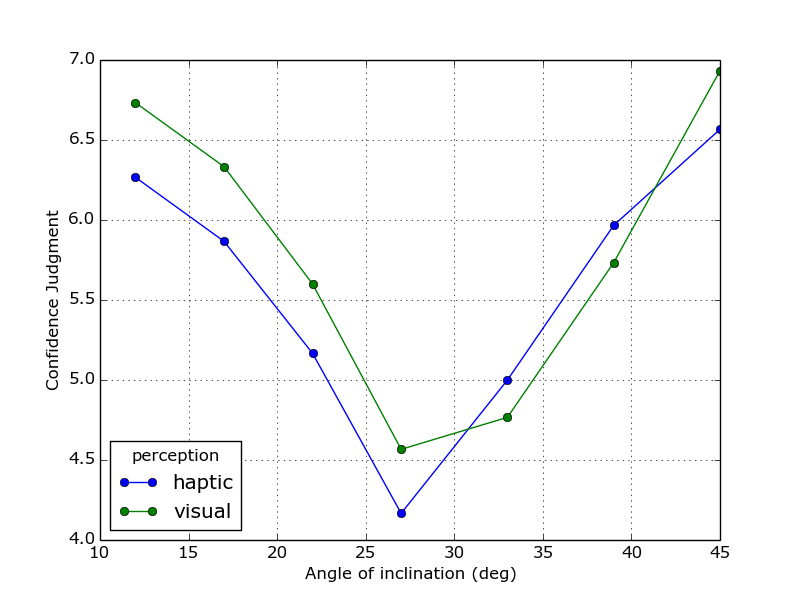 7.0
6.5
6.0
5.5
5.0
4.5
4.0
Confidence Judgment
perception
haptic
visual
10 15 20 25 30 35 40 45
Angle of inclination (deg)